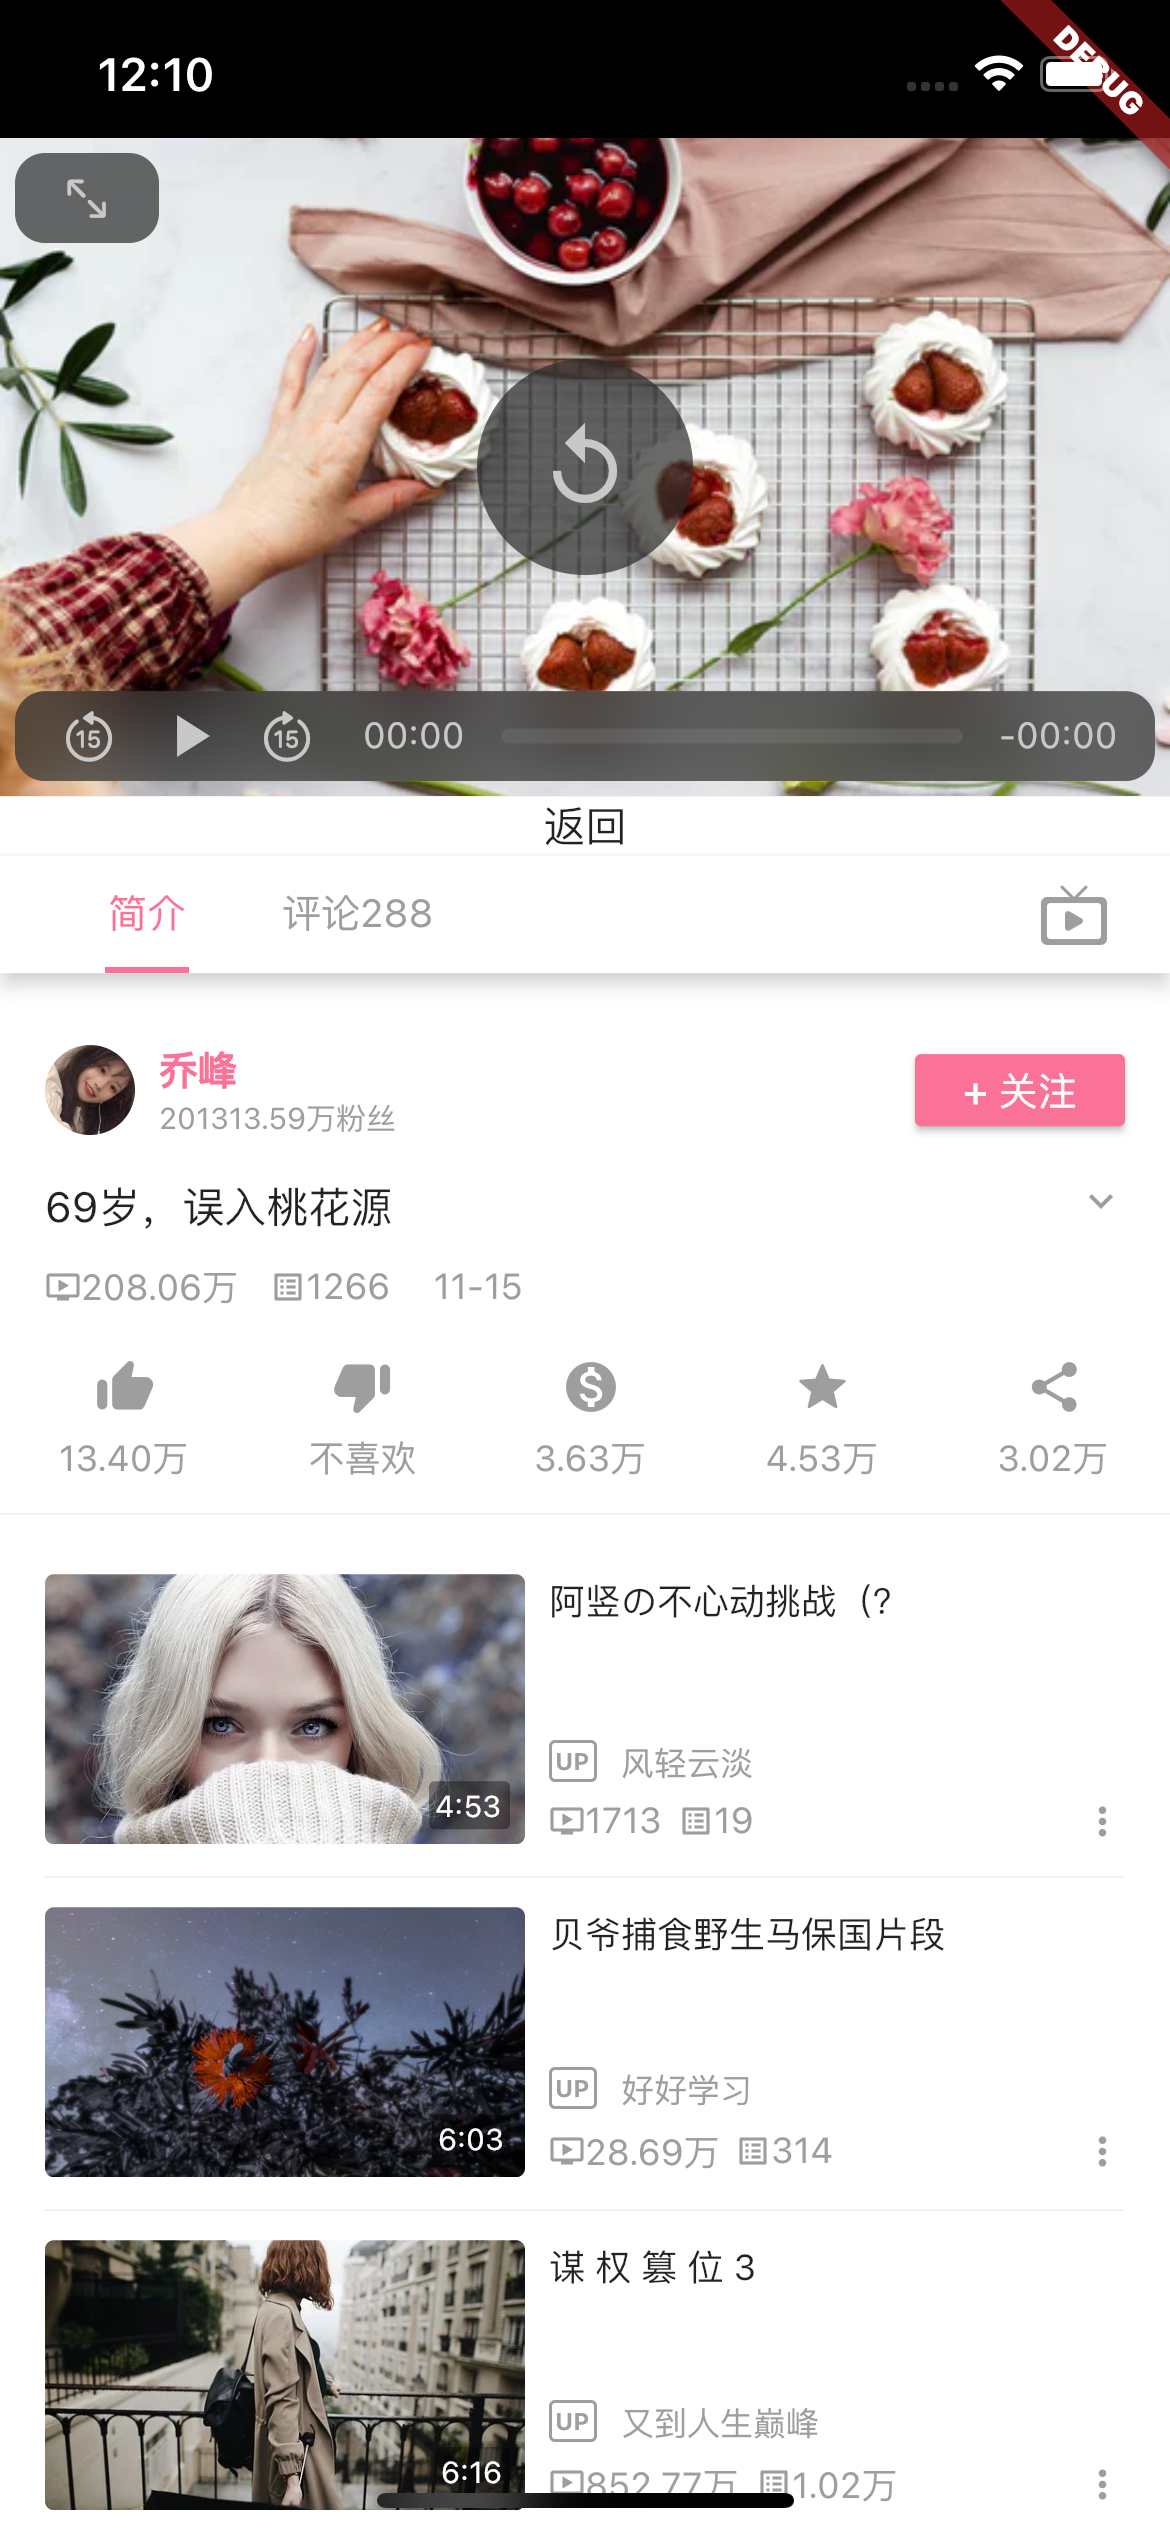 12:10
DEBUG
15
15
00:00
-00:00
返回
简介
评论288
乔峰
201313.59万粉丝
+ 关注
69岁，误入桃花源
208.06万
1266
11-15
13.40万
不喜欢
3.63万
4.53万
3.02万
阿竖の不心动挑战（?
4:53
UP 风轻云淡
1713 19
贝爷捕食野生马保国片段
6:03
UP 好好学习
28.69万 314
谋 权 篡 位 3
6:16
UP 又到人生巅峰
852.77万 1.02万